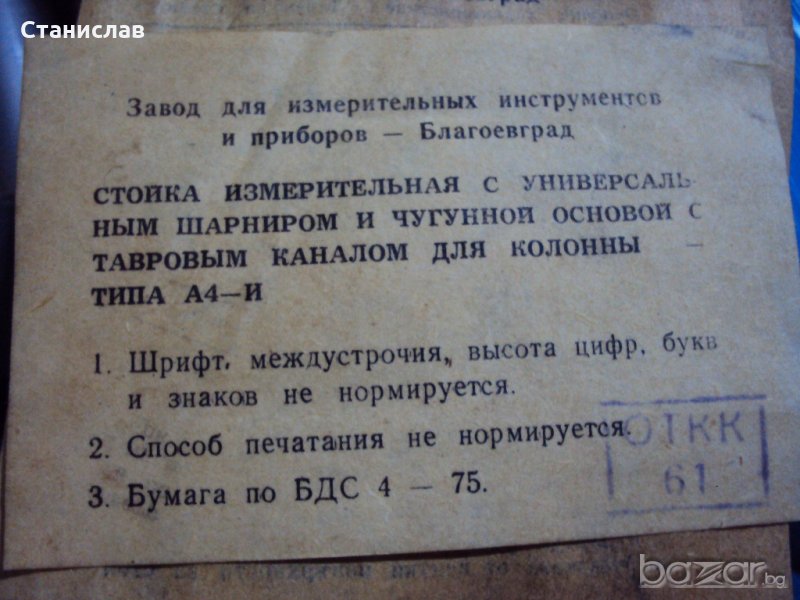 Станислав
Завод для измерительных инструментов
и приборов — Благоевград
СТОЙКА ИЗМЕРИТЕЛЬНАЯ С УНИВЕРСАЛЬ-
НЫМ ШАРНИРОМ И ЧУГУННОЙ ОСНОВОЙ С
ТАВРОВЫМ КАНАЛОМ ДЛЯ КОЛОННЫ —
ТИПА А4—И
1. Шрифт, междустрочия, высота цифр, букв
и знаков не нормируется.
2. Способ печатания не нормируется.
3. Бумага по БДС 4 — 75.
ОТКК
61
bazar.bg